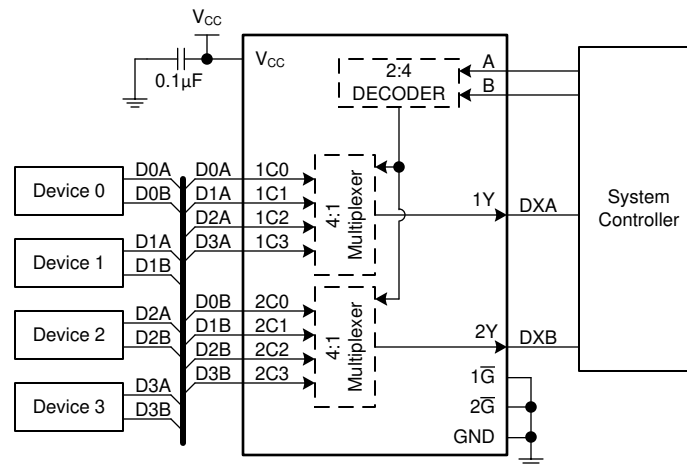 V_CC
V_CC
0.1µF
2:4
DECODER
A
B
Device 0
D0A
D0B
D0A
D1A
D2A
D3A
1C0
1C1
1C2
1C3
4:1
Multiplexer
1Y
DXA
System
Controller
Device 1
D1A
D1B
Device 2
D2A
D2B
D0B
D1B
D2B
D3B
2C0
2C1
2C2
2C3
4:1
Multiplexer
2Y
DXB
Device 3
D3A
D3B
1G̅
2G̅
GND